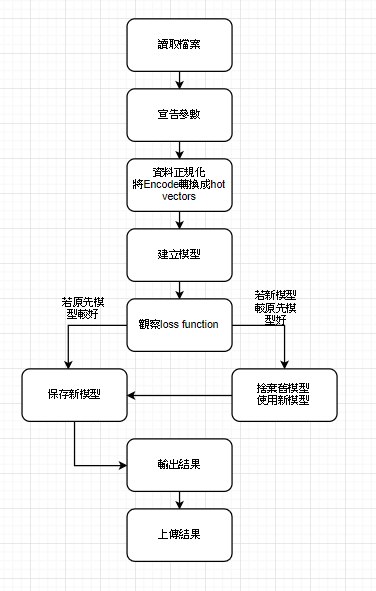 讀取檔案
宣告參數
資料正規化
將Encode轉換成hot
vectors
建立模型
若原先模
型較好
觀察loss function
若新模型
較原先模
型好
保存新模型
捨棄舊模型
使用新模型
輸出結果
上傳結果